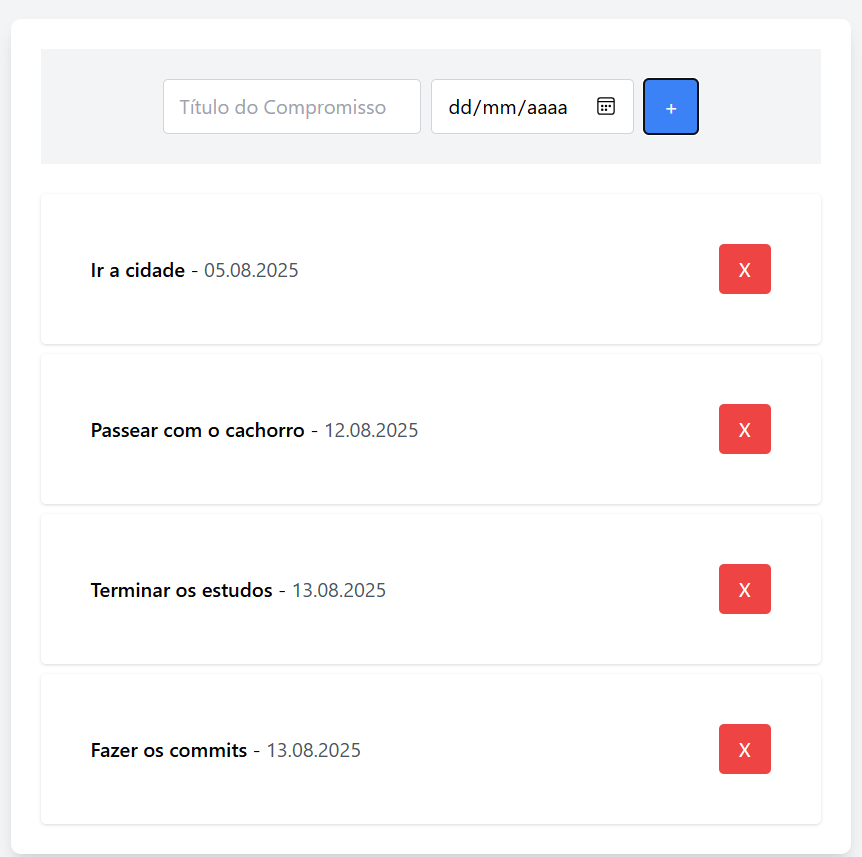 Título do Compromisso dd/mm/aaaa +
Ir a cidade - 05.08.2025 X
Passear com o cachorro - 12.08.2025 X
Terminar os estudos - 13.08.2025 X
Fazer os commits - 13.08.2025 X